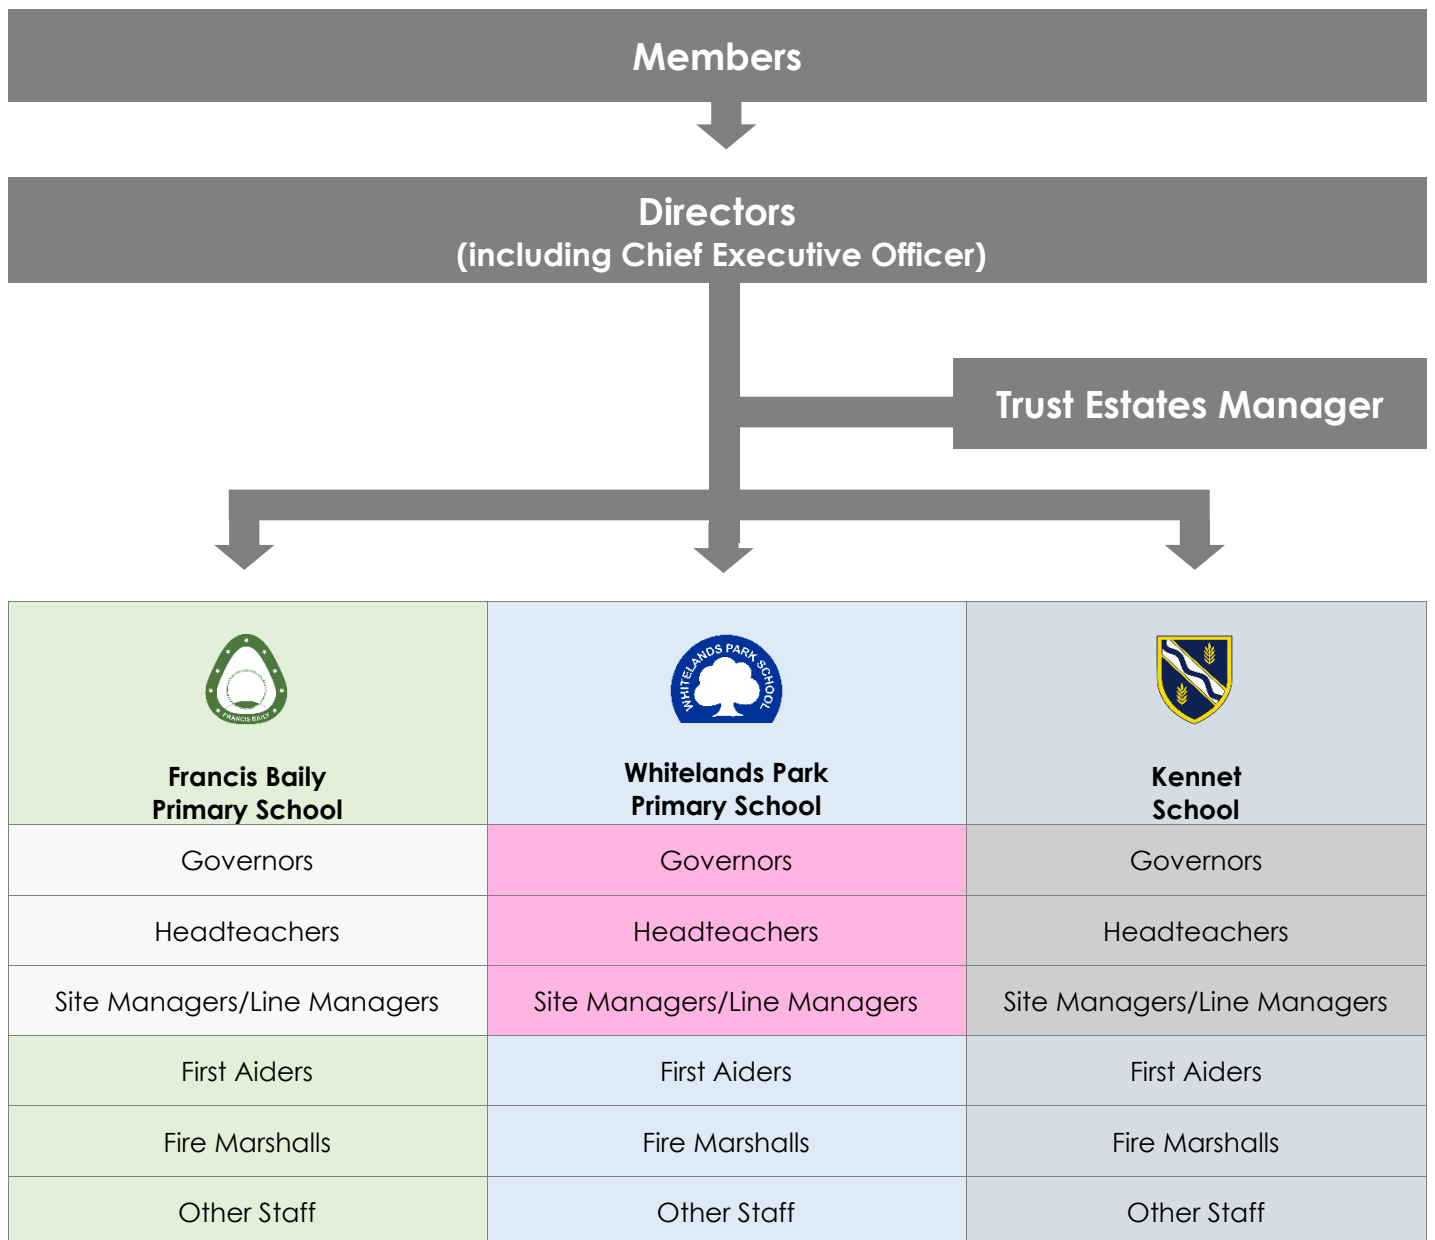 Members
Directors
(including Chief Executive Officer)
Trust Estates Manager
FRANCIS BAILY
WHITELANDS PARK SCHOOL
Francis Baily
Primary School
Whitelands Park
Primary School
Kennet
School
Governors
Governors
Governors
Headteachers
Headteachers
Headteachers
Site Managers/Line Managers
Site Managers/Line Managers
Site Managers/Line Managers
First Aiders
First Aiders
First Aiders
Fire Marshalls
Fire Marshalls
Fire Marshalls
Other Staff
Other Staff
Other Staff